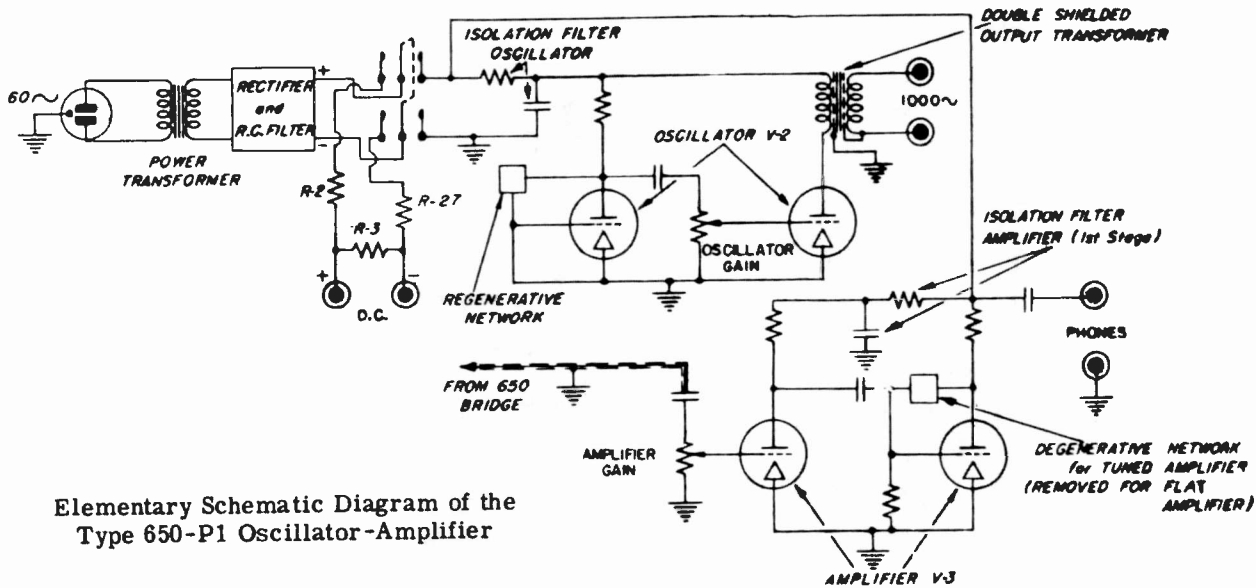 DOUBLE SHIELDED
OUTPUT TRANSFORMER
ISOLATION FILTER
OSCILLATOR
60~
RECTIFIER
and
R.C. FILTER
+
-
1000~
POWER
TRANSFORMER
OSCILLATOR V-2
R-2
R-27
R-3
+
-
D.C.
OSCILLATOR
GAIN
REGENERATIVE
NETWORK
ISOLATION FILTER
AMPLIFIER (1st Stage)
PHONES
FROM 650
BRIDGE
AMPLIFIER
GAIN
DEGENERATIVE NETWORK
for TUNED AMPLIFIER
(REMOVED FOR FLAT
AMPLIFIER)
Elementary Schematic Diagram of the
Type 650-P1 Oscillator-Amplifier
AMPLIFIER V-3